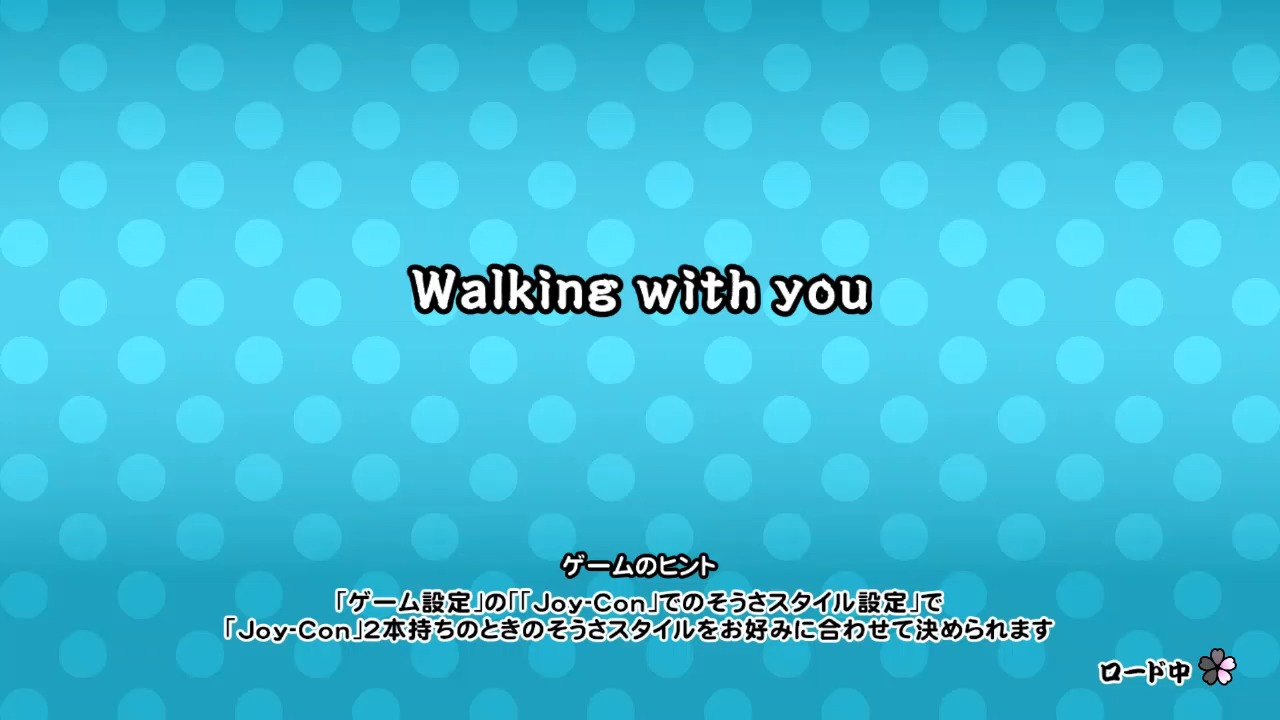 Walking with you
ゲームのヒント
「ゲーム設定」の「「Joy-Con」でのそうさスタイル設定」で
「Joy-Con」2本持ちのときのそうさスタイルをお好みに合わせて決められます
ロード中